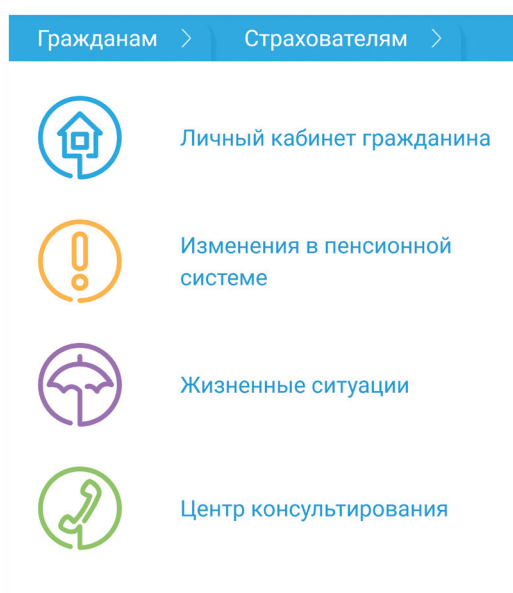 Гражданам Страхователям
Личный кабинет гражданина
Изменения в пенсионной
системе
Жизненные ситуации
Центр консультирования